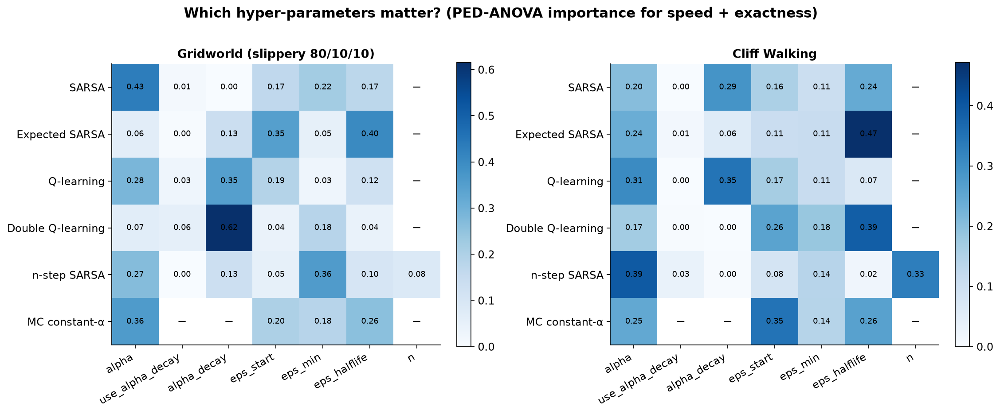 Which hyper-parameters matter? (PED-ANOVA importance for speed + exactness)
Gridworld (slippery 80/10/10)
SARSA 0.43 0.01 0.00 0.17 0.22 0.17 —
Expected SARSA 0.06 0.00 0.13 0.35 0.05 0.40 —
Q-learning 0.28 0.03 0.35 0.19 0.03 0.12 —
Double Q-learning 0.07 0.06 0.62 0.04 0.18 0.04 —
n-step SARSA 0.27 0.00 0.13 0.05 0.36 0.10 0.08
MC constant-α 0.36 — — 0.20 0.18 0.26 —
alpha use_alpha_decay alpha_decay eps_start eps_min eps_halflife n
0.6
0.5
0.4
0.3
0.2
0.1
0.0
Cliff Walking
SARSA 0.20 0.00 0.29 0.16 0.11 0.24 —
Expected SARSA 0.24 0.01 0.06 0.11 0.11 0.47 —
Q-learning 0.31 0.00 0.35 0.17 0.11 0.07 —
Double Q-learning 0.17 0.00 0.00 0.26 0.18 0.39 —
n-step SARSA 0.39 0.03 0.00 0.08 0.14 0.02 0.33
MC constant-α 0.25 — — 0.35 0.14 0.26 —
alpha use_alpha_decay alpha_decay eps_start eps_min eps_halflife n
0.4
0.3
0.2
0.1
0.0